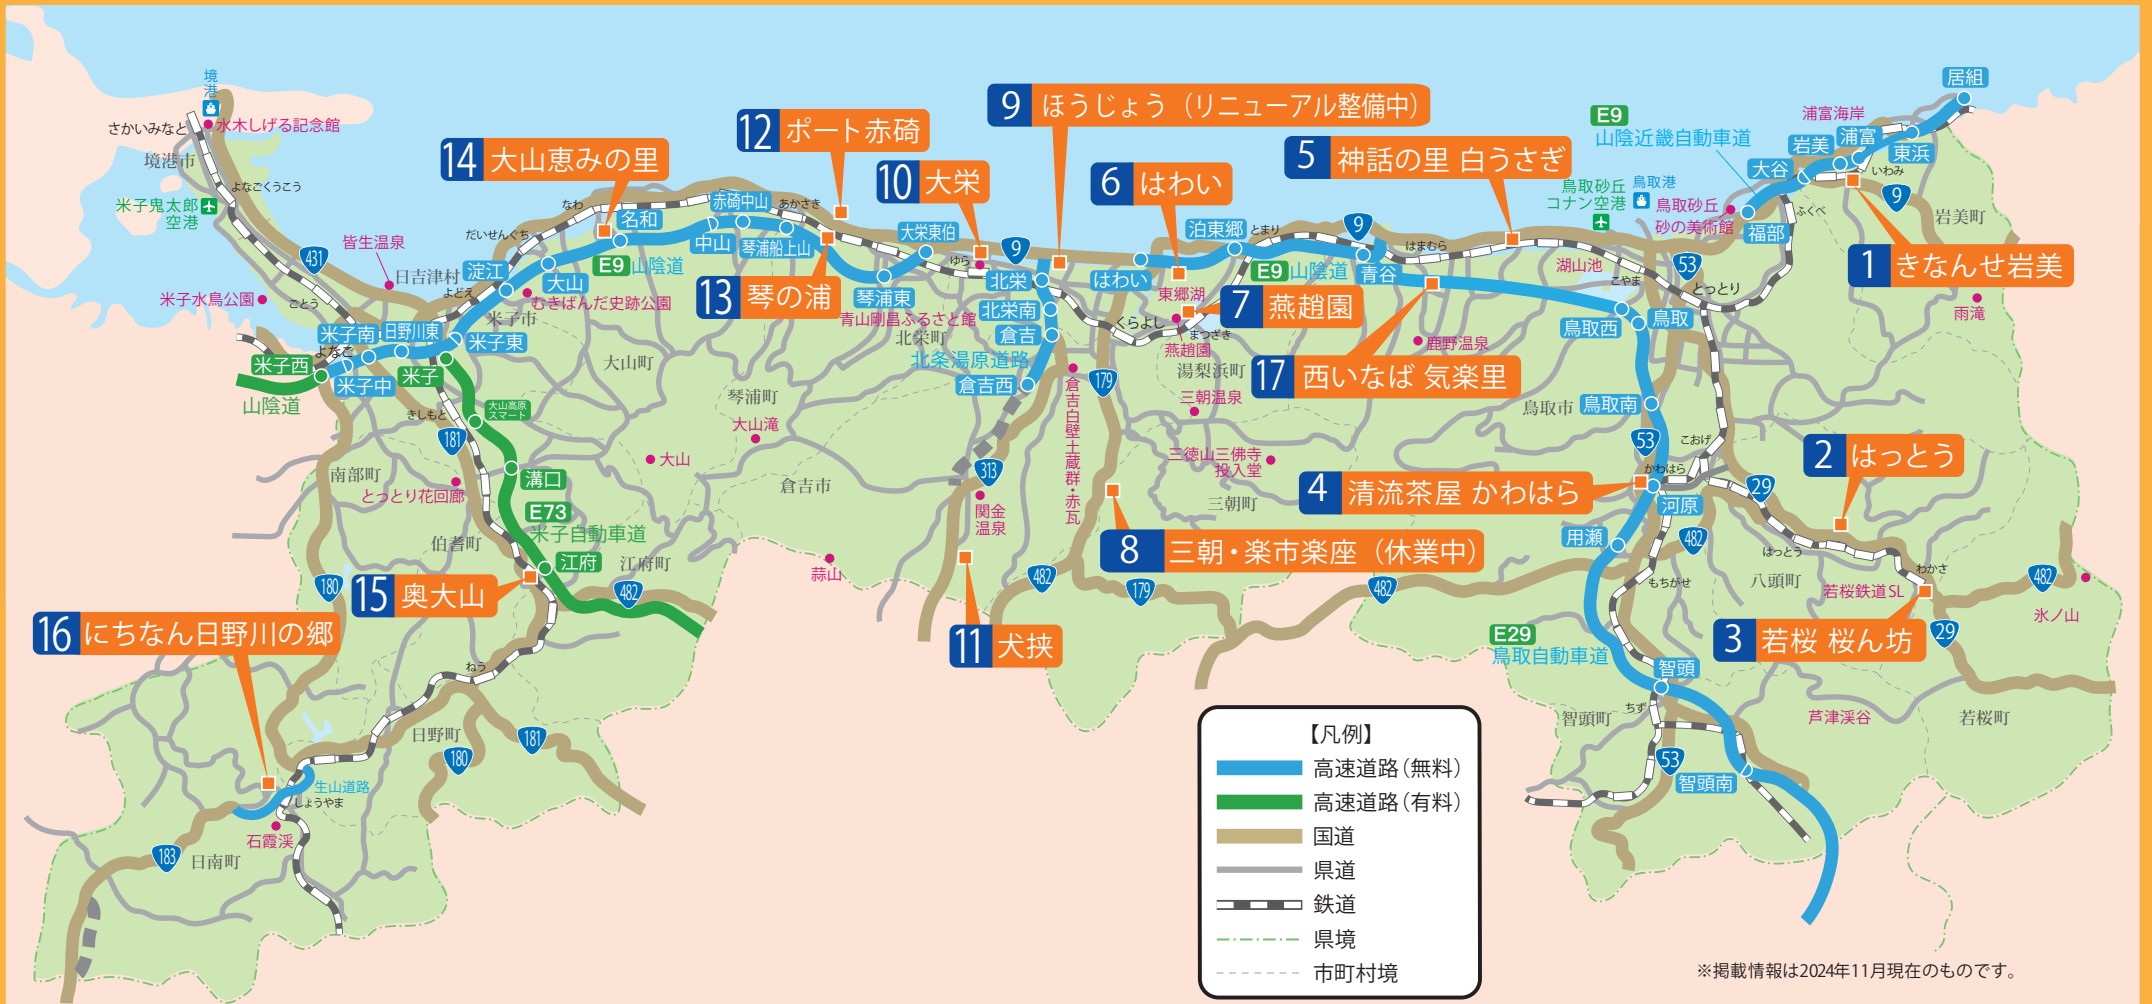 境
港
さかいみなと
水木しげる記念館
境港市
よなごくうこう
米子鬼太郎
空港
431
皆生温泉
日吉津村
米子水鳥公園
ごとう
14 大山恵みの里
12 ポート赤碕
10 大栄
9 ほうじょう（リニューアル整備中）
6 はわい
5 神話の里 白うさぎ
E9
山陰近畿自動車道
浦富海岸
居組
岩美
浦富
東浜
大谷
いわみ
9
岩美町
鳥取砂丘
コナン空港
鳥取港
鳥取砂丘
砂の美術館
福部
ふくべ
1 きなんせ岩美
雨滝
なわ
名和
だいせんぐち
E9 山陰道
赤碕中山
中山
あかさき
琴浦船上山
大栄東伯
ゆら
9
北栄
泊東郷
とまり
9
はまむら
はわい
E9 山陰道
青谷
湖山池
こやま
53
とっとり
淀江
よどえ
大山
むきばんだ史跡公園
米子市
13 琴の浦
琴浦東
青山剛昌ふるさと館
北栄町
北栄南
倉吉
北条湯原道路
倉吉西
東郷湖
くらよし
まつざき
燕趙園
湯梨浜町
7 燕趙園
17 西いなば 気楽里
鹿野温泉
鳥取西
鳥取
米子南
日野川東
米子東
よなご
米子西
米子中
米子
山陰道
大山町
琴浦町
大山滝
大山
きしもと
181
大山高原
スマート
南部町
とっとり花回廊
溝口
E73
米子自動車道
伯耆町
江府
江府町
倉吉市
蒜山
179
倉吉白壁土蔵群・赤瓦
313
関金
温泉
三朝温泉
三徳山三佛寺
投入堂
三朝町
鳥取市
鳥取南
53
こおげ
かわはら
4 清流茶屋 かわはら
河原
2 はっとう
29
8 三朝・楽市楽座（休業中）
482
179
482
用瀬
482
はっとう
もちがせ
八頭町
わかさ
若桜鉄道SL
482
氷ノ山
29
3 若桜 桜ん坊
15 奥大山
180
482
16 にちなん日野川の郷
11 犬挟
E29
鳥取自動車道
智頭
ちず
智頭町
芦津渓谷
若桜町
ねう
日野町
181
180
生山道路
しょうやま
石霞渓
183
日南町
53
智頭南
【凡例】
高速道路（無料）
高速道路（有料）
国道
県道
鉄道
県境
市町村境
※掲載情報は2024年11月現在のものです。